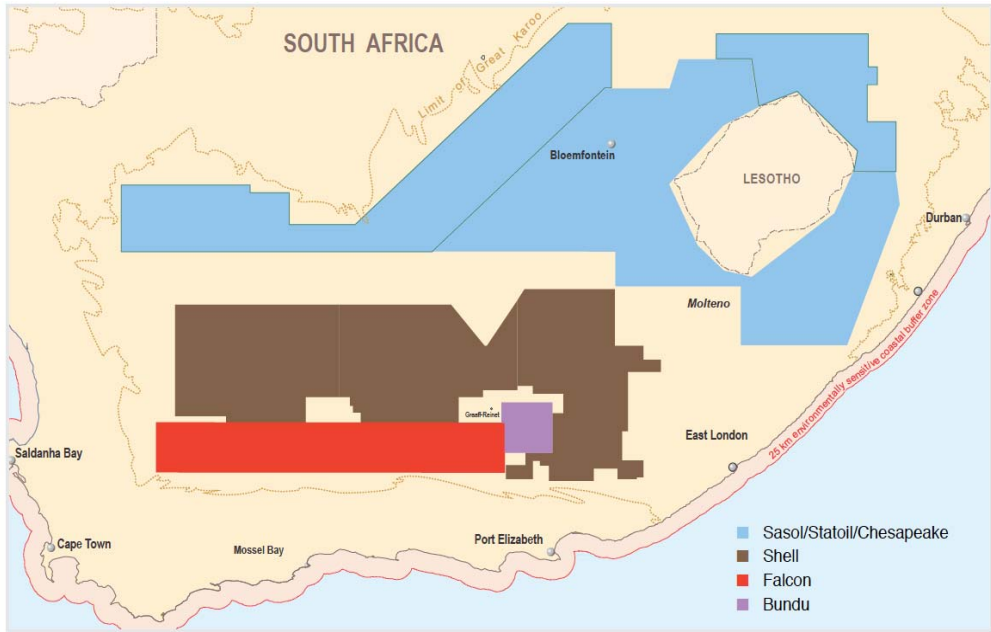 SOUTH AFRICA
Limit of Great Karoo
Bloemfontein
LESOTHO
Durban
Molteno
25 km environmentally sensitive coastal buffer zone
Graaff-Reinet
East London
Saldanha Bay
Cape Town
Mossel Bay
Port Elizabeth
Sasol/Statoil/Chesapeake
Shell
Falcon
Bundu